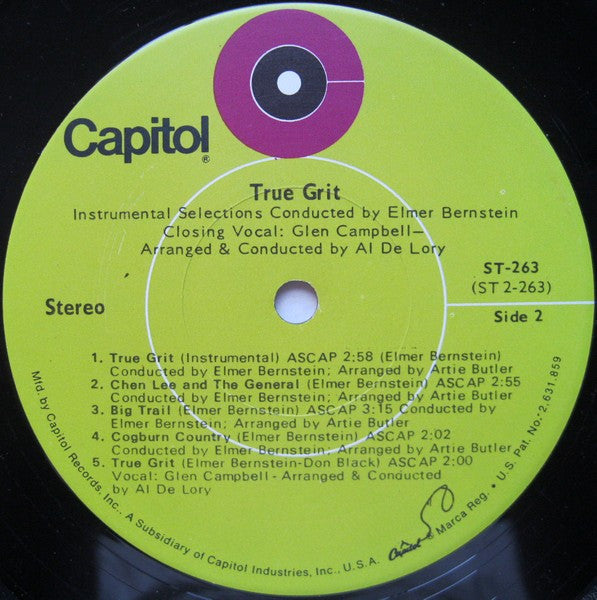 Capitol®
True Grit
Instrumental Selections Conducted by Elmer Bernstein
Closing Vocal: Glen Campbell—
Arranged & Conducted by Al De Lory
ST-263
(ST 2-263)
Stereo
Side 2
1. True Grit (Instrumental) ASCAP 2:58 (Elmer Bernstein)
Conducted by Elmer Bernstein; Arranged by Artie Butler
2. Chen Lee and The General (Elmer Bernstein) ASCAP 2:55
Conducted by Elmer Bernstein; Arranged by Artie Butler
3. Big Trail (Elmer Bernstein) ASCAP 3:15 Conducted by
Elmer Bernstein; Arranged by Artie Butler
4. Cogburn Country (Elmer Bernstein) ASCAP 2:02
Conducted by Elmer Bernstein; Arranged by Artie Butler
5. True Grit (Elmer Bernstein-Don Black) ASCAP 2:00
Vocal: Glen Campbell - Arranged & Conducted
by Al De Lory
Mfd. by Capitol Records, Inc., A Subsidiary of Capitol Industries, Inc., U.S.A. Capitol ® Marca Reg. • U.S. Pat. No. 2,631,859